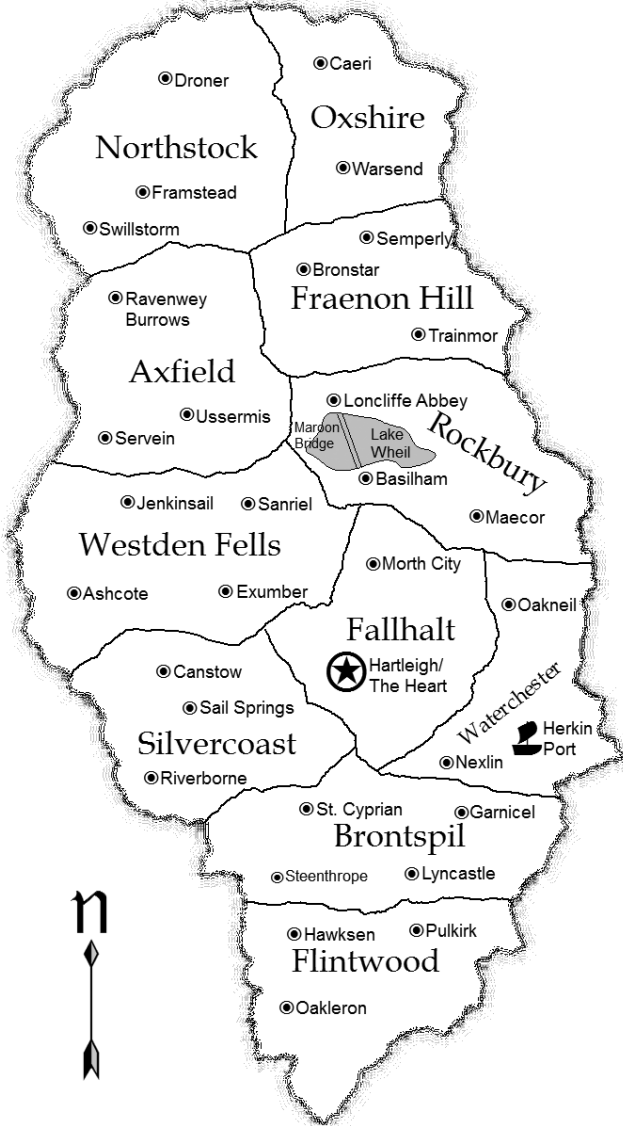 Droner
Caeri
Oxshire
Northstock
Warsend
Framstead
Swillstorm
Semperly
Bronstar
Ravenwey
Burrows
Fraenon Hill
Trainmor
Axfield
Loncliffe Abbey
Ussermis
Servein
Maroon
Bridge
Lake
Wheil
Rockbury
Basilham
Jenkinsail
Sanriel
Maecor
Westden Fells
Morth City
Ashcote
Exumber
Oakneil
Fallhalt
Hartleigh/
The Heart
Canstow
Sail Springs
Waterchester
Herkin
Port
Silvercoast
Nexlin
Riverborne
St. Cyprian
Garnicel
Brontspil
Steenthrope
Lyncastle
n
Hawksen
Pulkirk
Flintwood
Oakleron